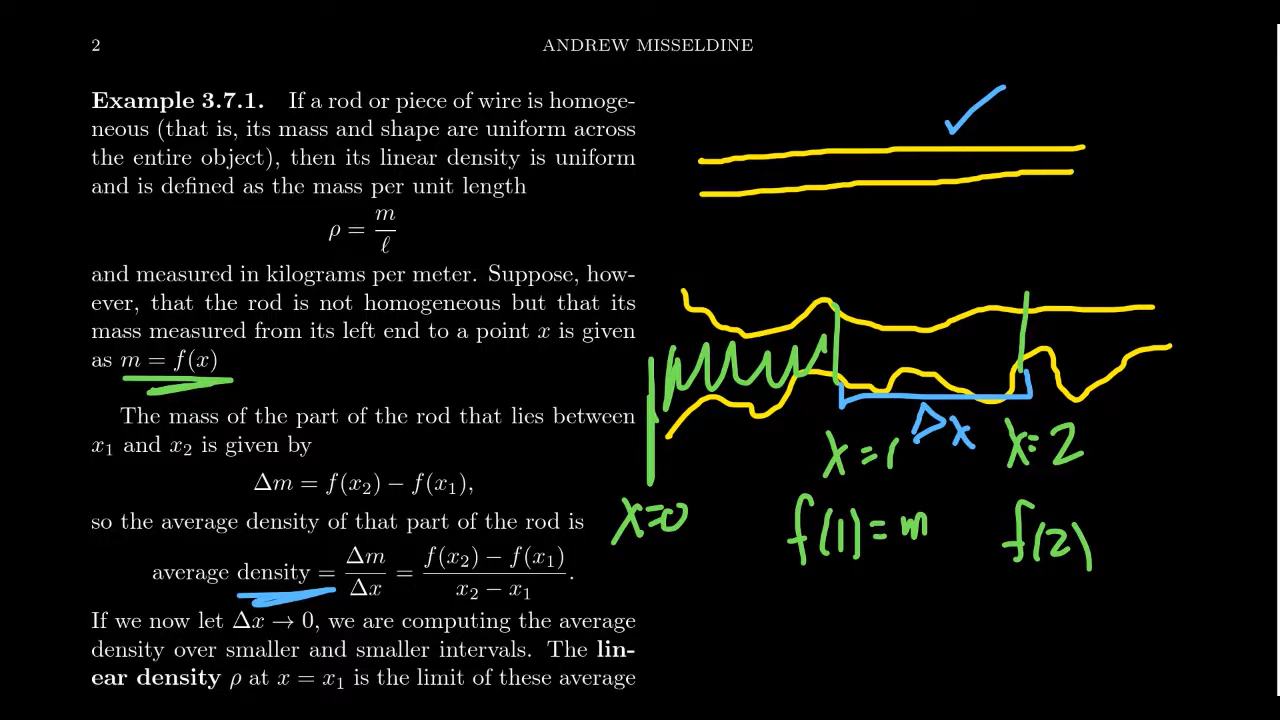 2
ANDREW MISSELDINE
Example 3.7.1. If a rod or piece of wire is homoge-
neous (that is, its mass and shape are uniform across
the entire object), then its linear density is uniform
and is defined as the mass per unit length
ρ = m/ℓ
and measured in kilograms per meter. Suppose, how-
ever, that the rod is not homogeneous but that its
mass measured from its left end to a point x is given
as m = f(x)
The mass of the part of the rod that lies between
x₁ and x₂ is given by
Δm = f(x₂) − f(x₁),
so the average density of that part of the rod is
average density = Δm/Δx = f(x₂) − f(x₁)/x₂ − x₁.
If we now let Δx → 0, we are computing the average
density over smaller and smaller intervals. The lin-
ear density ρ at x = x₁ is the limit of these average
Δx
x=1
x=2
x=0
f(1)=m
f(2)